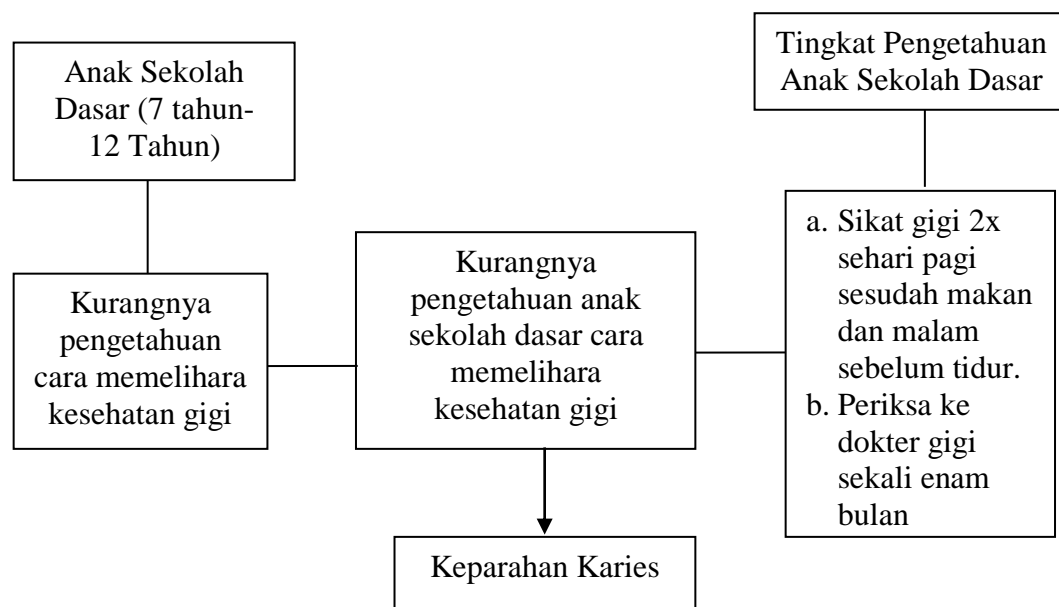 Anak Sekolah
Dasar (7 tahun-
12 Tahun)
Tingkat Pengetahuan
Anak Sekolah Dasar
Kurangnya
pengetahuan
cara memelihara
kesehatan gigi
Kurangnya
pengetahuan anak
sekolah dasar cara
memelihara
kesehatan gigi
a. Sikat gigi 2x
sehari pagi
sesudah makan
dan malam
sebelum tidur.
b. Periksa ke
dokter gigi
sekali enam
bulan
Keparahan Karies